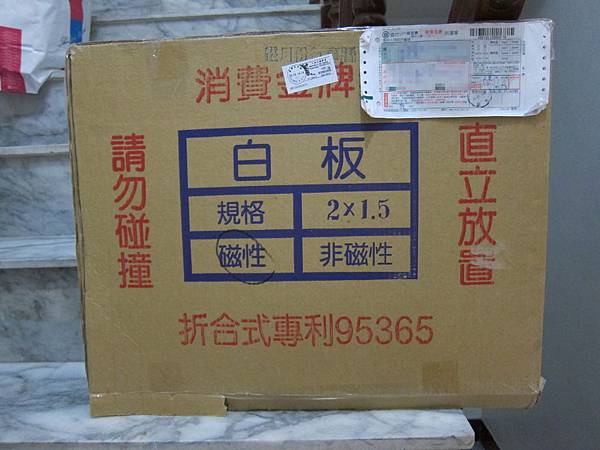 消費金牌
請勿碰撞
白板
規格 2×1.5
磁性 非磁性
直立放置
折合式專利95365